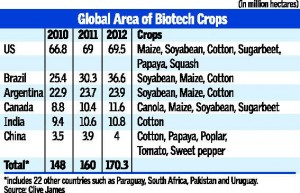 (in million hectares)
Global Area of Biotech Crops
2010 2011 2012 Crops
US 66.8 69 69.5 Maize, Soyabean, Cotton, Sugarbeet,
Papaya, Squash
Brazil 25.4 30.3 36.6 Soyabean, Maize, Cotton
Argentina 22.9 23.7 23.9 Soyabean, Maize, Cotton
Canada 8.8 10.4 11.6 Canola, Maize, Soyabean, Sugarbeet
India 9.4 10.6 10.8 Cotton
China 3.5 3.9 4 Cotton, Papaya, Poplar,
Tomato, Sweet pepper
Total* 148 160 170.3
*includes 22 other countries such as Paraguay, South Africa, Pakistan and Uruguay.
Source: Clive James